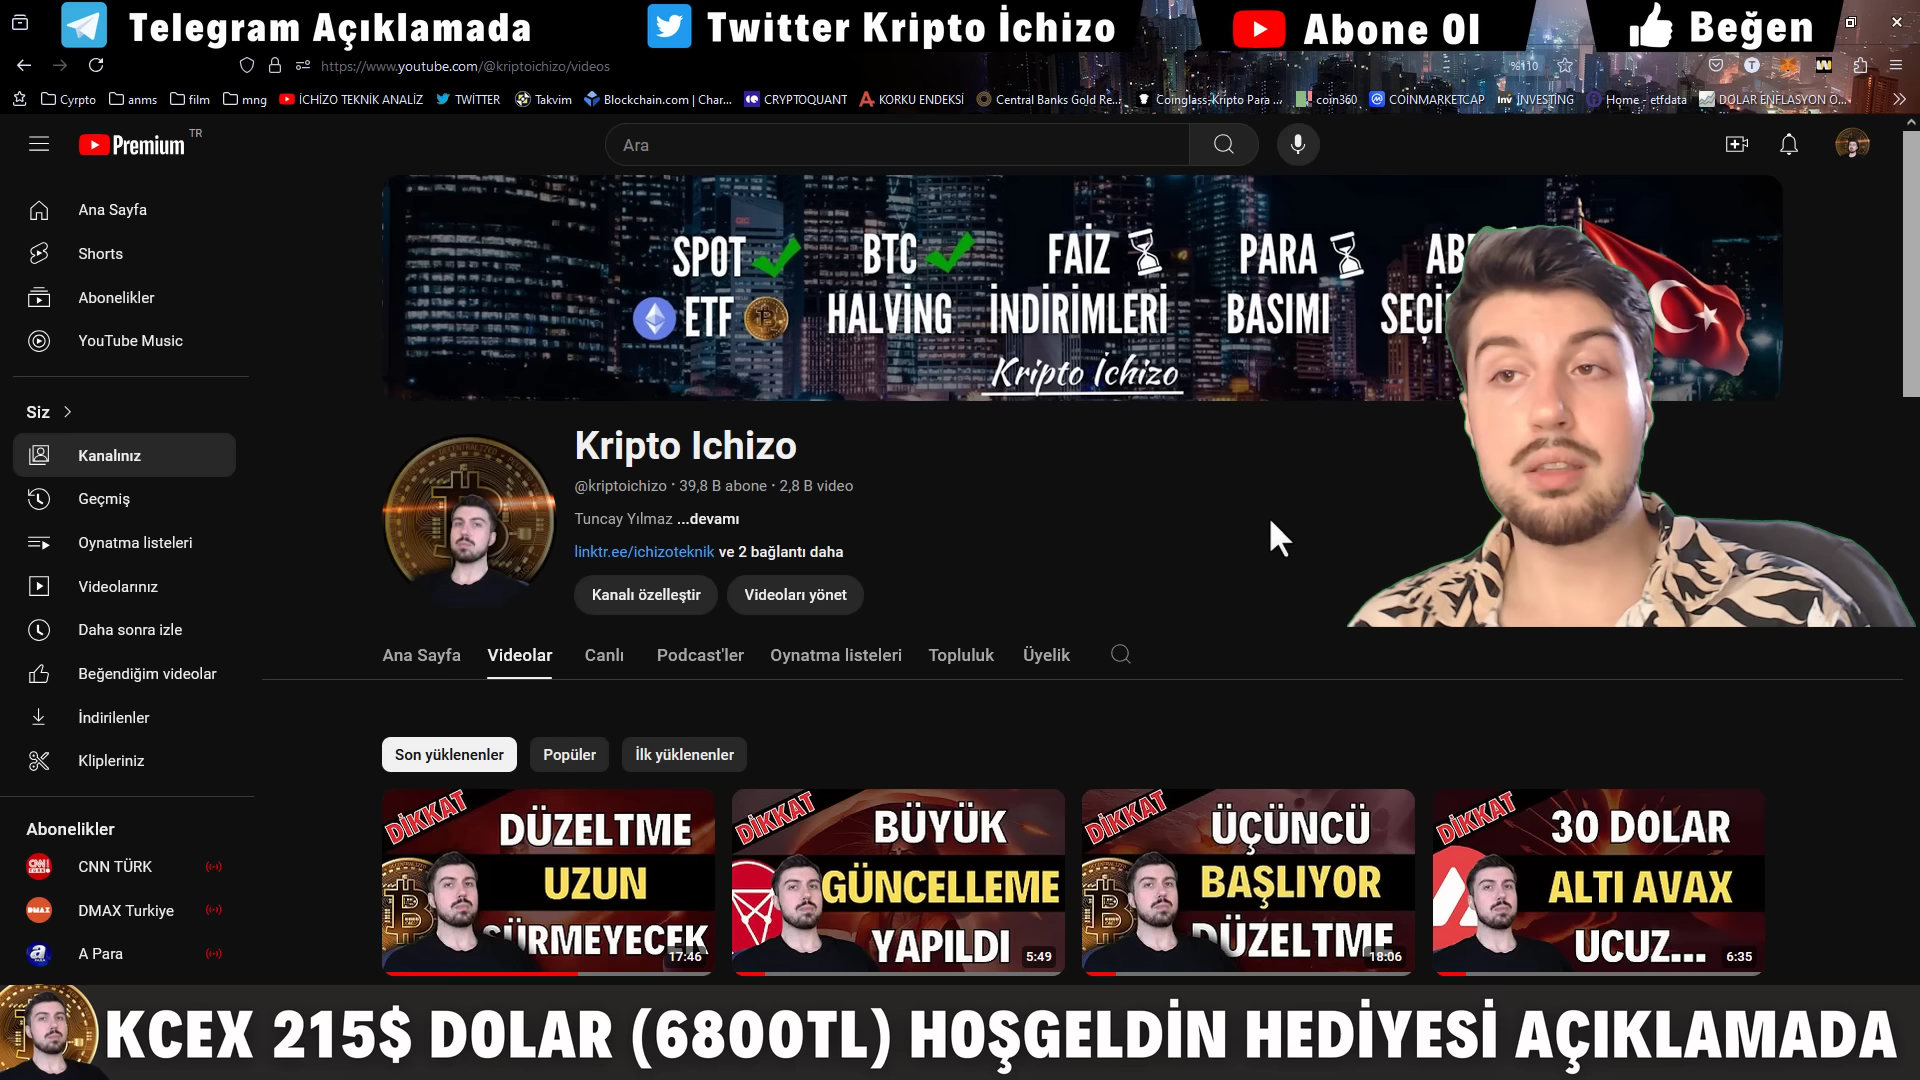 Telegram Açıklamada
Twitter Kripto İchizo
Abone Ol
Beğen
https://www.youtube.com/@kriptoichizo/videos
%110
Cyrpto
anms
film
mng
İCHİZO TEKNİK ANALİZ
TWİTTER
Takvim
Blockchain.com | Char...
CRYPTOQUANT
KORKU ENDEKSİ
Central Banks Gold Re...
Coinglass-Kripto Para ...
coin360
COİNMARKETCAP
İNVESTİNG
Home - etfdata
DOLAR ENFLASYON O...
Premium
TR
Ara
Ana Sayfa
Shorts
Abonelikler
YouTube Music
Siz
Kanalınız
Geçmiş
Oynatma listeleri
Videolarınız
Daha sonra izle
Beğendiğim videolar
İndirilenler
Klipleriniz
Abonelikler
CNN TÜRK
DMAX Turkiye
A Para
SPOT
ETF
BTC
HALVİNG
FAİZ
İNDİRİMLERİ
PARA
BASIMI
Kripto İchizo
Kripto Ichizo
@kriptoichizo • 39,8 B abone • 2,8 B video
Tuncay Yılmaz ...devamı
linktr.ee/ichizoteknik ve 2 bağlantı daha
Kanalı özelleştir
Videoları yönet
Ana Sayfa
Videolar
Canlı
Podcast'ler
Oynatma listeleri
Topluluk
Üyelik
Son yüklenenler
Popüler
İlk yüklenenler
DİKKAT
DÜZELTME
UZUN
SÜRMEYECEK
17:46
DİKKAT
BÜYÜK
GÜNCELLEME
YAPILDI
5:49
DİKKAT
ÜÇÜNCÜ
BAŞLIYOR
DÜZELTME
18:06
DİKKAT
30 DOLAR
ALTI AVAX
UCUZ...
6:35
KCEX 215$ DOLAR (6800TL) HOŞGELDİN HEDİYESİ AÇIKLAMADA